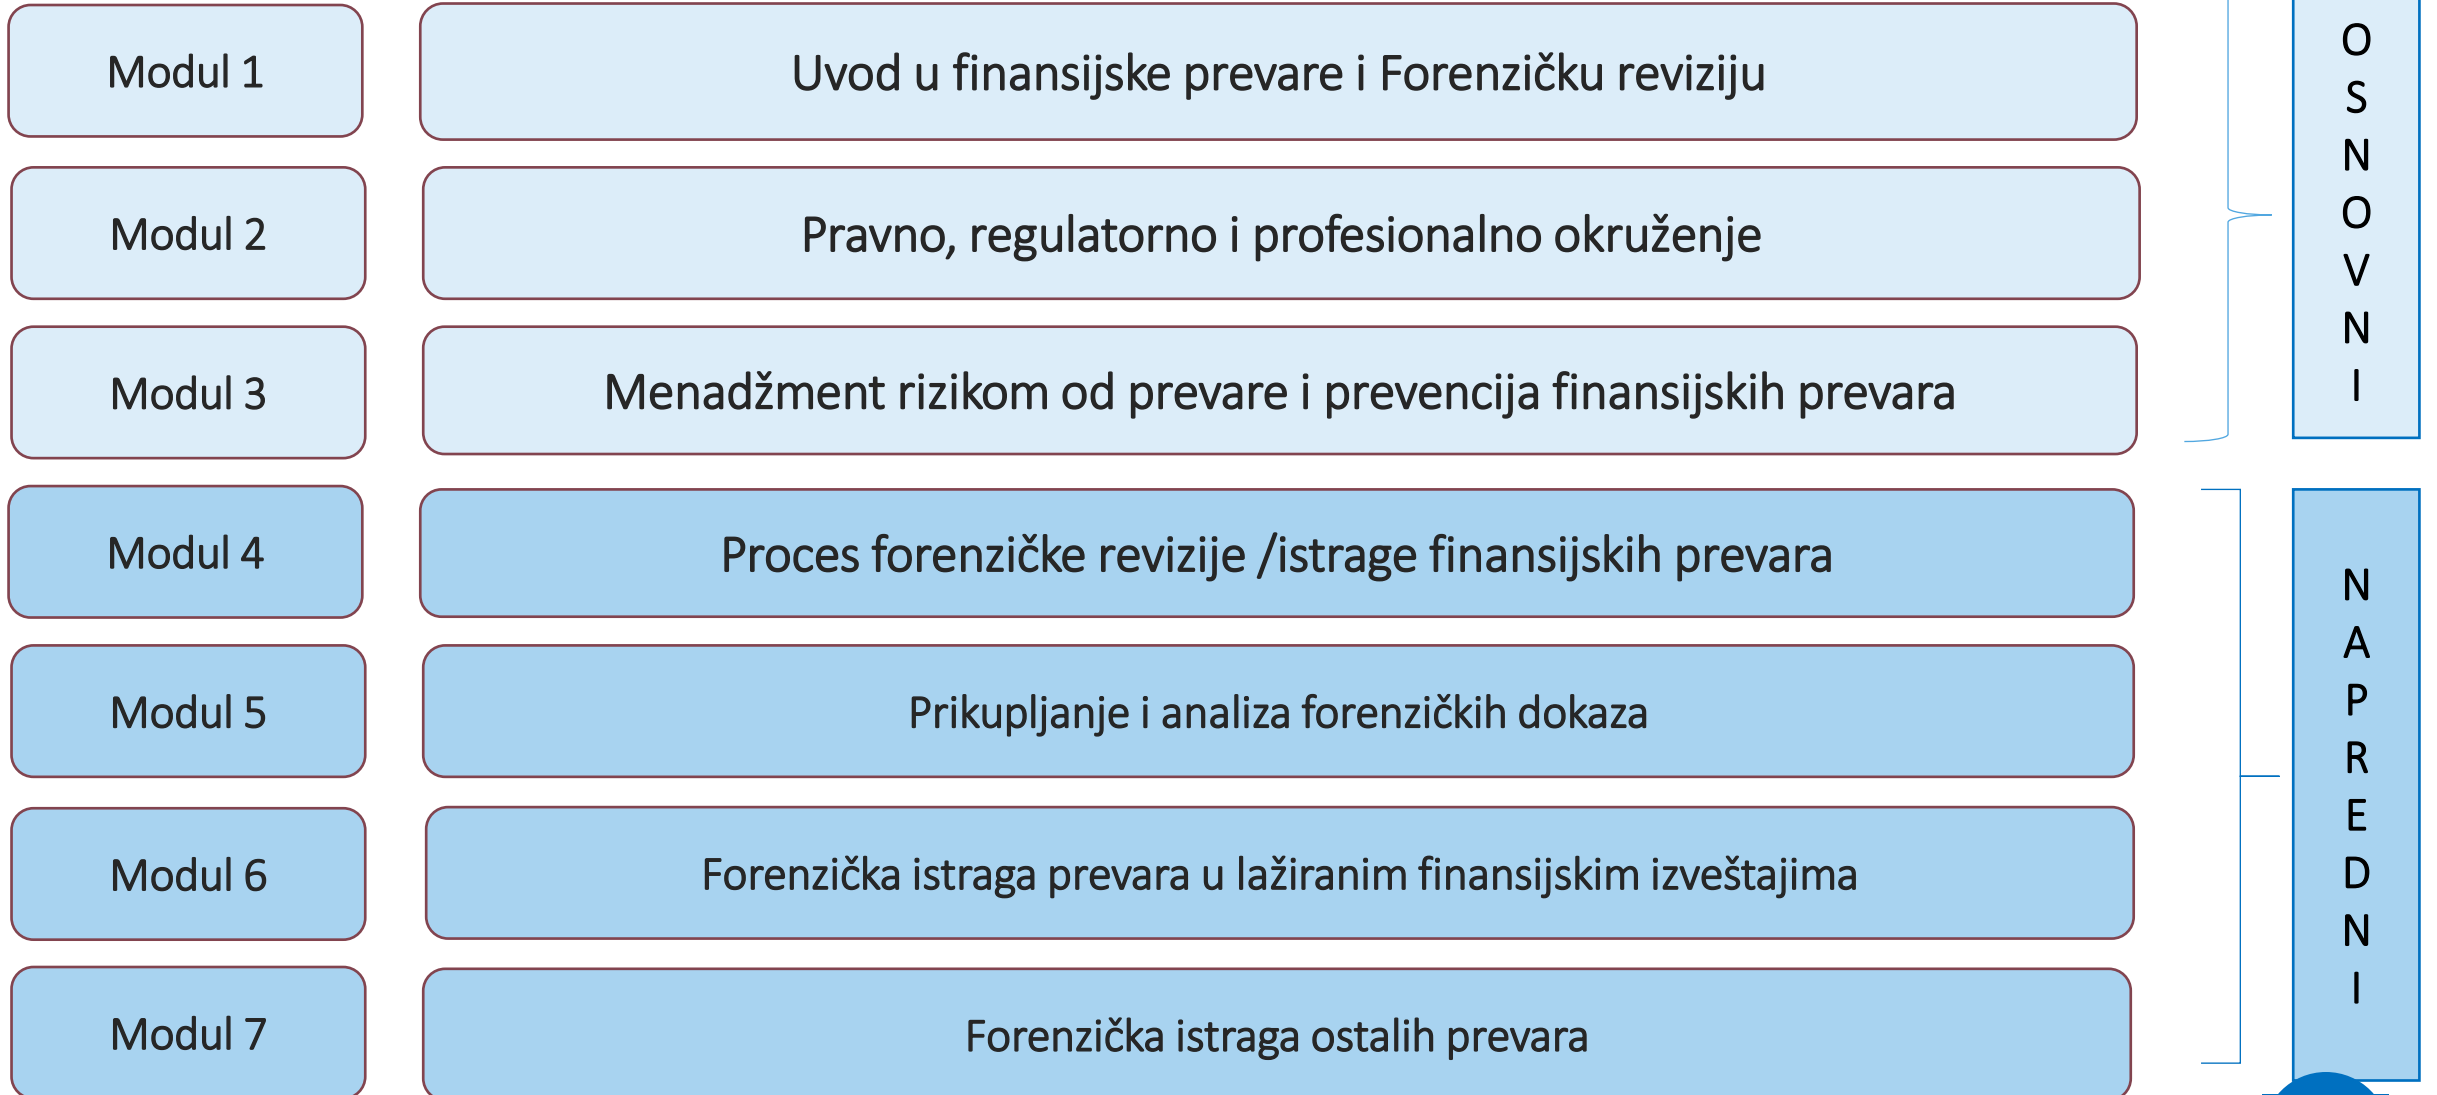 Modul 1
Uvod u finansijske prevare i Forenzičku reviziju
Modul 2
Pravno, regulatorno i profesionalno okruženje
Modul 3
Menadžment rizikom od prevare i prevencija finansijskih prevara
O
S
N
O
V
N
I
Modul 4
Proces forenzičke revizije /istrage finansijskih prevara
Modul 5
Prikupljanje i analiza forenzičkih dokaza
Modul 6
Forenzička istraga prevara u lažiranim finansijskim izveštajima
Modul 7
Forenzička istraga ostalih prevara
N
A
P
R
E
D
N
I